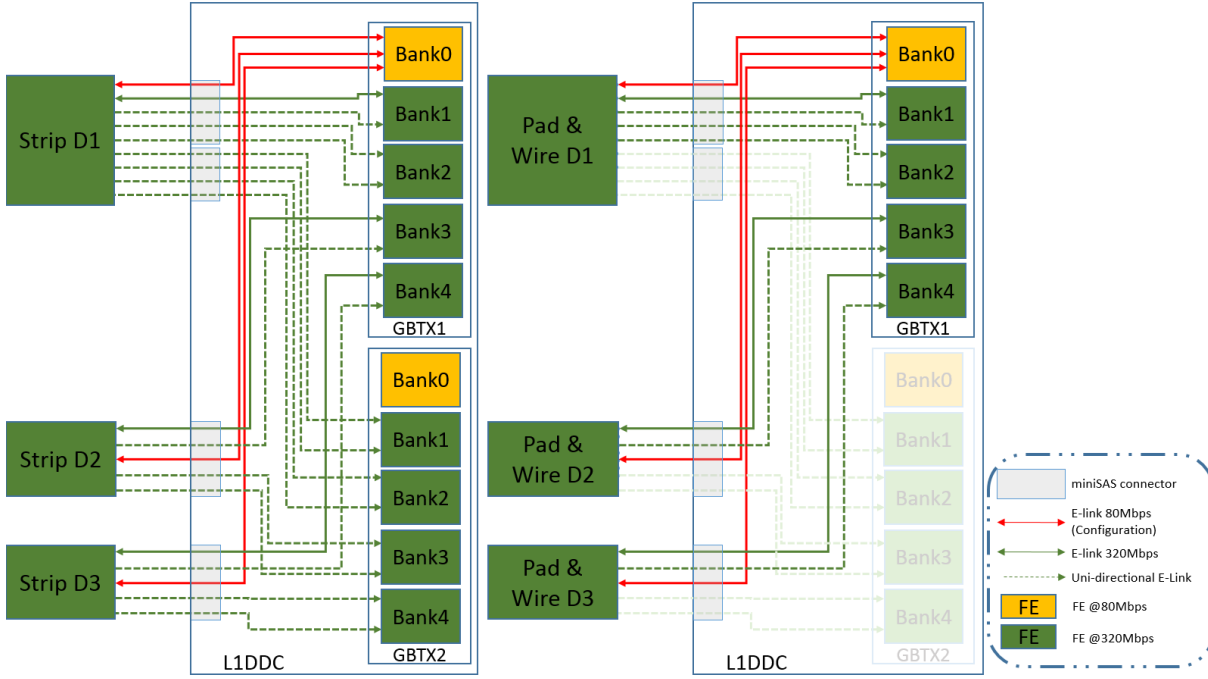 Strip D1
Strip D2
Strip D3
Bank0
Bank1
Bank2
Bank3
Bank4
GBTX1
Bank0
Bank1
Bank2
Bank3
Bank4
GBTX2
L1DDC
Pad &
Wire D1
Pad &
Wire D2
Pad &
Wire D3
Bank0
Bank1
Bank2
Bank3
Bank4
GBTX1
Bank0
Bank1
Bank2
Bank3
Bank4
GBTX2
L1DDC
miniSAS connector
E-link 80Mbps
(Configuration)
E-link 320Mbps
Uni-directional E-Link
FE FE @80Mbps
FE FE @320Mbps